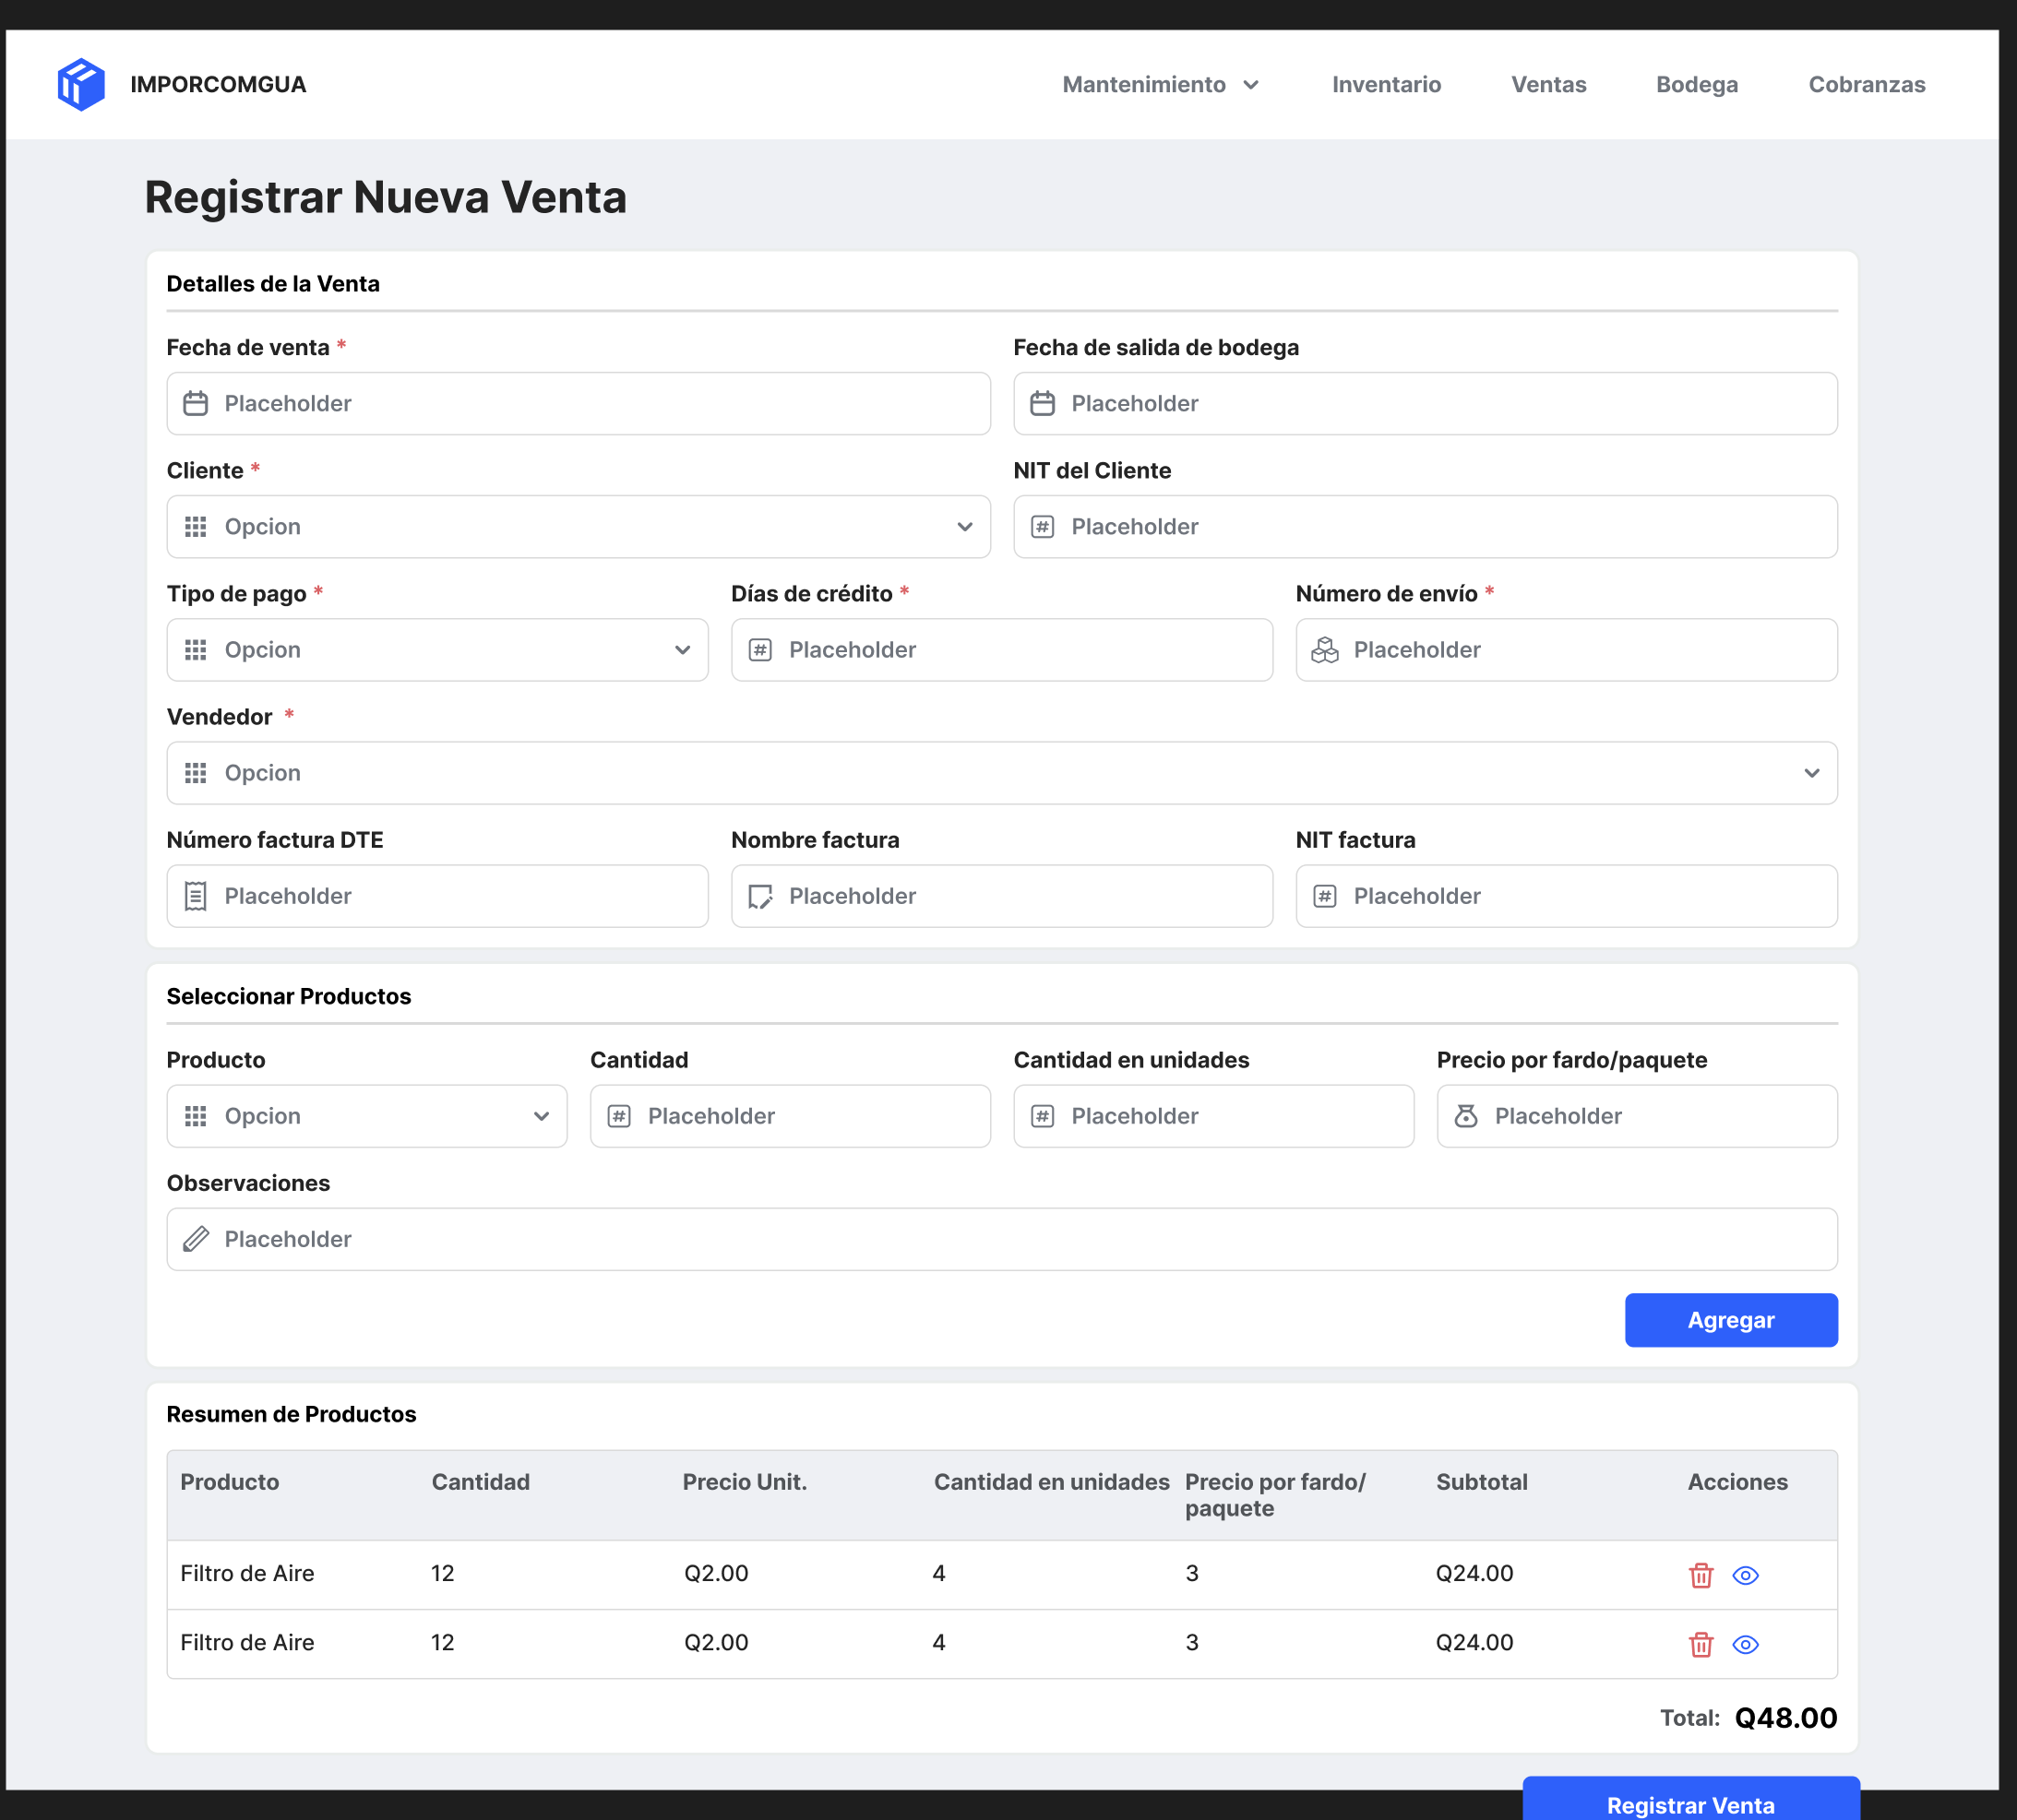 IMPORCOMGUA
Mantenimiento Inventario Ventas Bodega Cobranzas
Registrar Nueva Venta
Detalles de la Venta
Fecha de venta * Fecha de salida de bodega
Placeholder Placeholder
Cliente * NIT del Cliente
Opcion # Placeholder
Tipo de pago * Días de crédito * Número de envío *
Opcion # Placeholder Placeholder
Vendedor *
Opcion
Número factura DTE Nombre factura NIT factura
Placeholder Placeholder # Placeholder
Seleccionar Productos
Producto Cantidad Cantidad en unidades Precio por fardo/paquete
Opcion # Placeholder # Placeholder Placeholder
Observaciones
Placeholder
Agregar
Resumen de Productos
Producto Cantidad Precio Unit. Cantidad en unidades Precio por fardo/
paquete Subtotal Acciones
Filtro de Aire 12 Q2.00 4 3 Q24.00
Filtro de Aire 12 Q2.00 4 3 Q24.00
Total: Q48.00
Registrar Venta